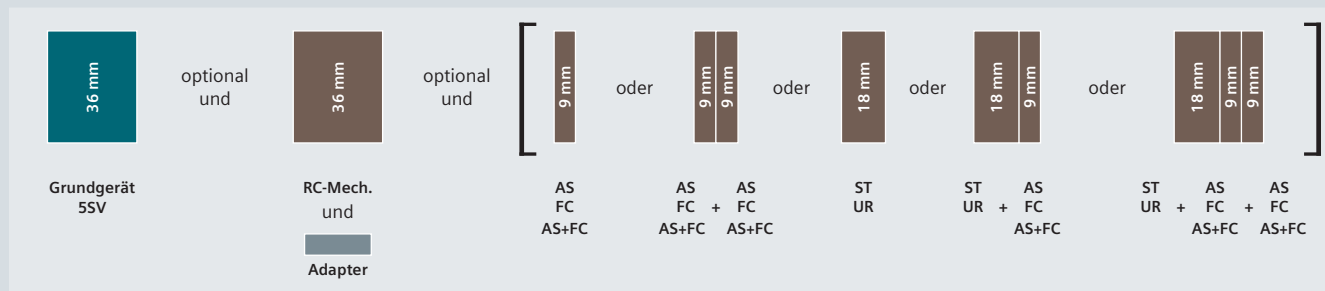 36 mm
optional
und
36 mm
optional
und
9 mm
oder
9 mm
9 mm
oder
18 mm
oder
18 mm
9 mm
oder
18 mm
9 mm
9 mm
Grundgerät
5SV
RC-Mech.
und
Adapter
AS
FC
AS+FC
AS AS
FC + FC
AS+FC AS+FC
ST
UR
ST AS
UR + FC
AS+FC
ST AS AS
UR + FC + FC
AS+FC AS+FC